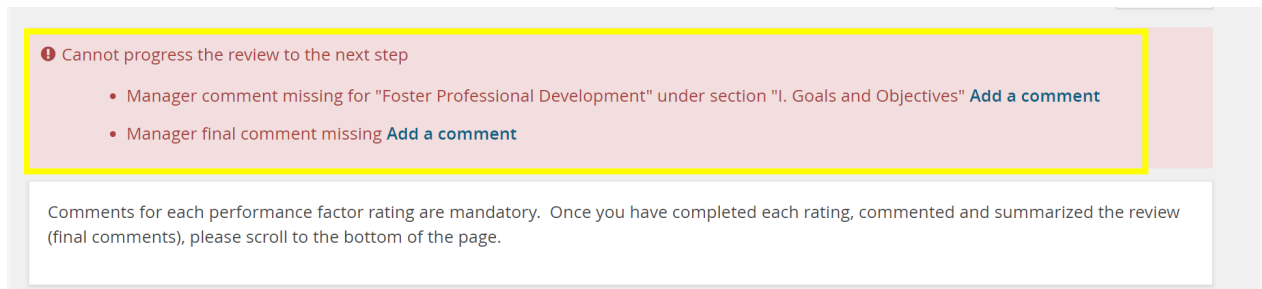 Cannot progress the review to the next step
• Manager comment missing for "Foster Professional Development" under section "I. Goals and Objectives" Add a comment
• Manager final comment missing Add a comment
Comments for each performance factor rating are mandatory.  Once you have completed each rating, commented and summarized the review
(final comments), please scroll to the bottom of the page.